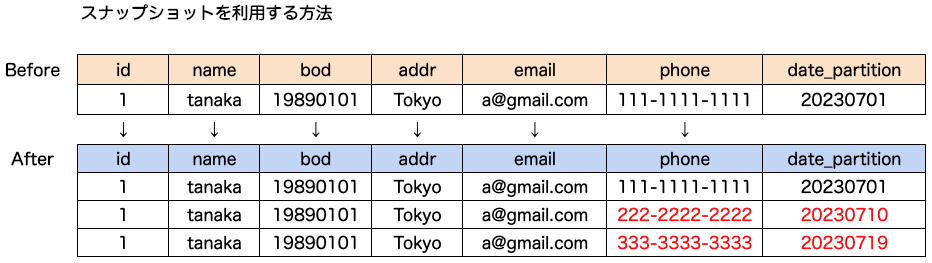 スナップショットを利用する方法
Before id name bod addr email phone date_partition
1 tanaka 19890101 Tokyo a@gmail.com 111-1111-1111 20230701
↓ ↓ ↓ ↓ ↓ ↓
After id name bod addr email phone date_partition
1 tanaka 19890101 Tokyo a@gmail.com 111-1111-1111 20230701
1 tanaka 19890101 Tokyo a@gmail.com 222-2222-2222 20230710
1 tanaka 19890101 Tokyo a@gmail.com 333-3333-3333 20230719